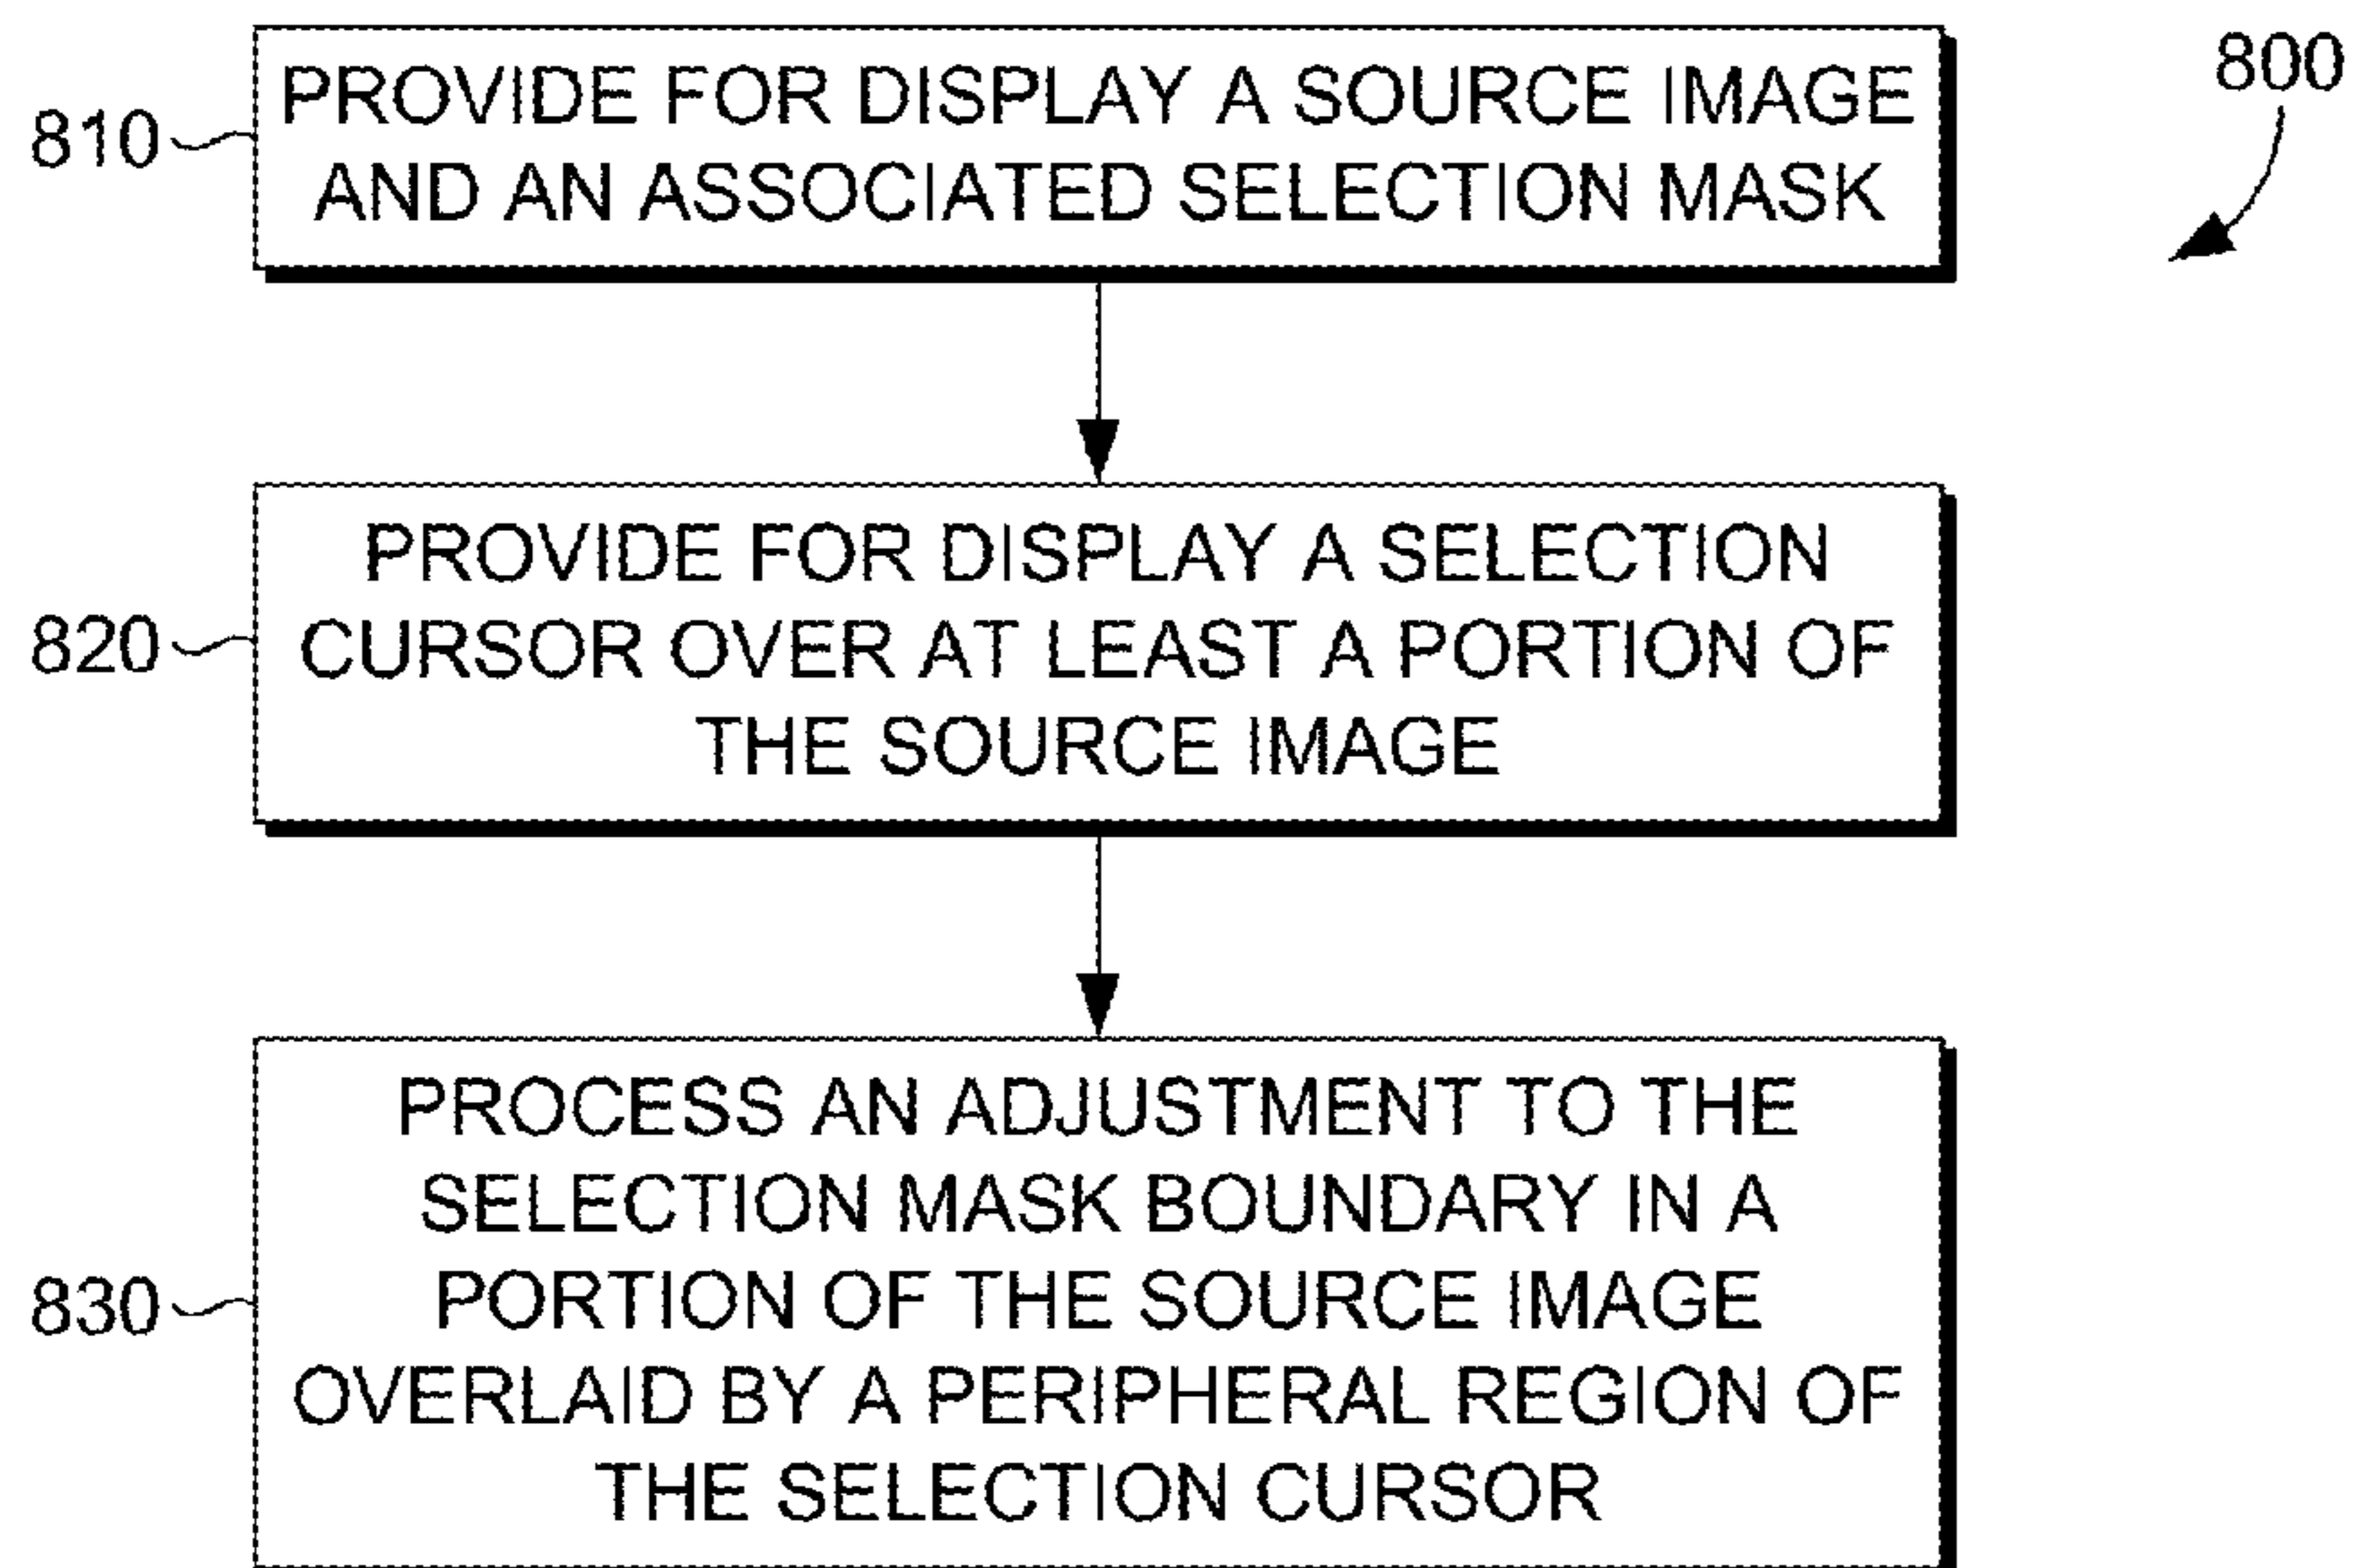 800
810
PROVIDE FOR DISPLAY A SOURCE IMAGE
AND AN ASSOCIATED SELECTION MASK
820
PROVIDE FOR DISPLAY A SELECTION
CURSOR OVER AT LEAST A PORTION OF
THE SOURCE IMAGE
830
PROCESS AN ADJUSTMENT TO THE
SELECTION MASK BOUNDARY IN A
PORTION OF THE SOURCE IMAGE
OVERLAID BY A PERIPHERAL REGION OF
THE SELECTION CURSOR